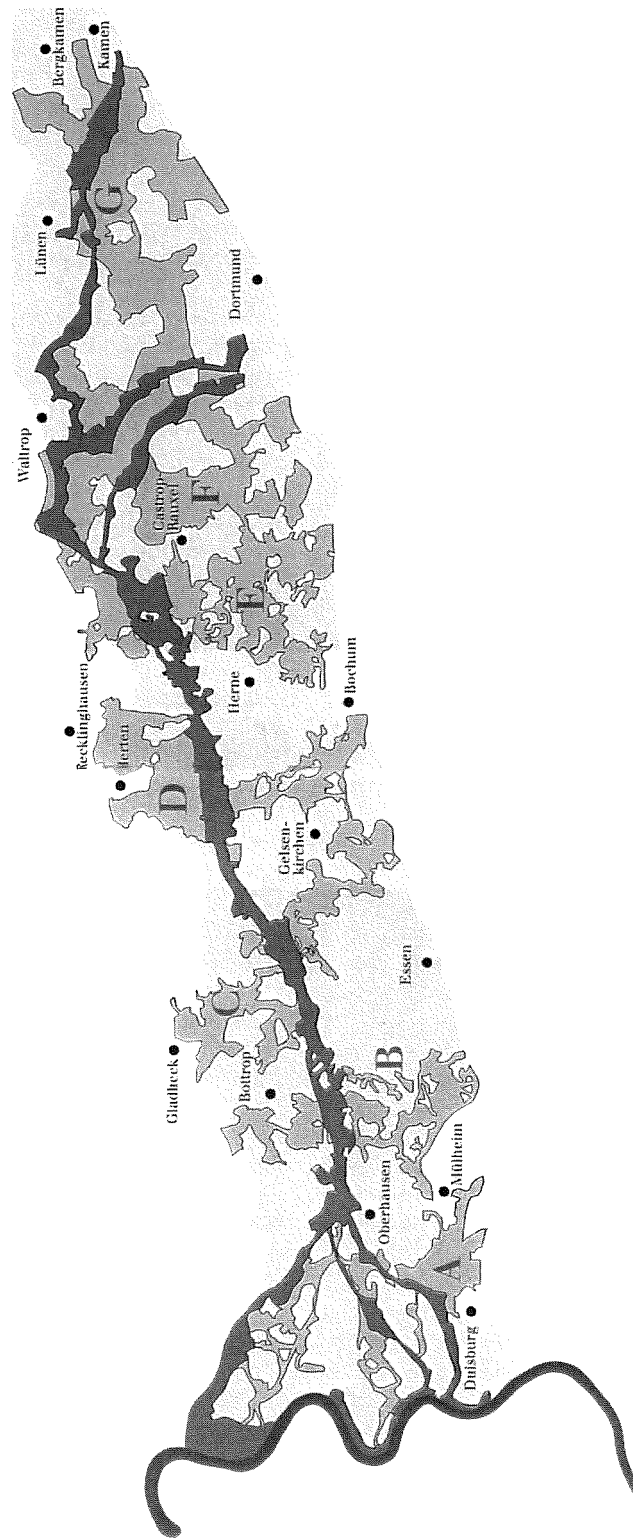 Bergkamen
Kamen
Lünen
G
Dortmund
Waltrop
Castrop-
Rauxel
F
E
Recklinghausen
Herten
Herne
D
Bochum
Gelsen-
kirchen
C
Gladbeck
Essen
Bottrop
B
Oberhausen
Mülheim
A
Duisburg